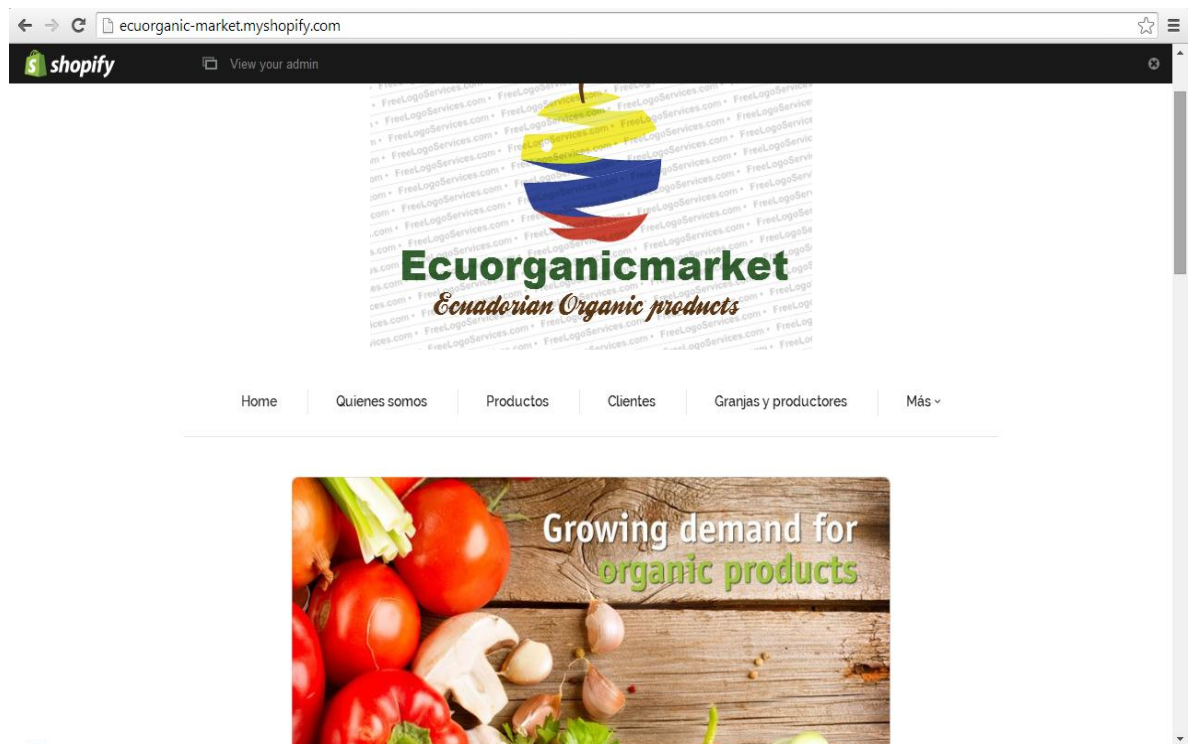 ecuorganic-market.myshopify.com
shopify View your admin
Ecuorganicmarket
Ecuadorian Organic products
Home Quienes somos Productos Clientes Granjas y productores Más
Growing demand for
organic products